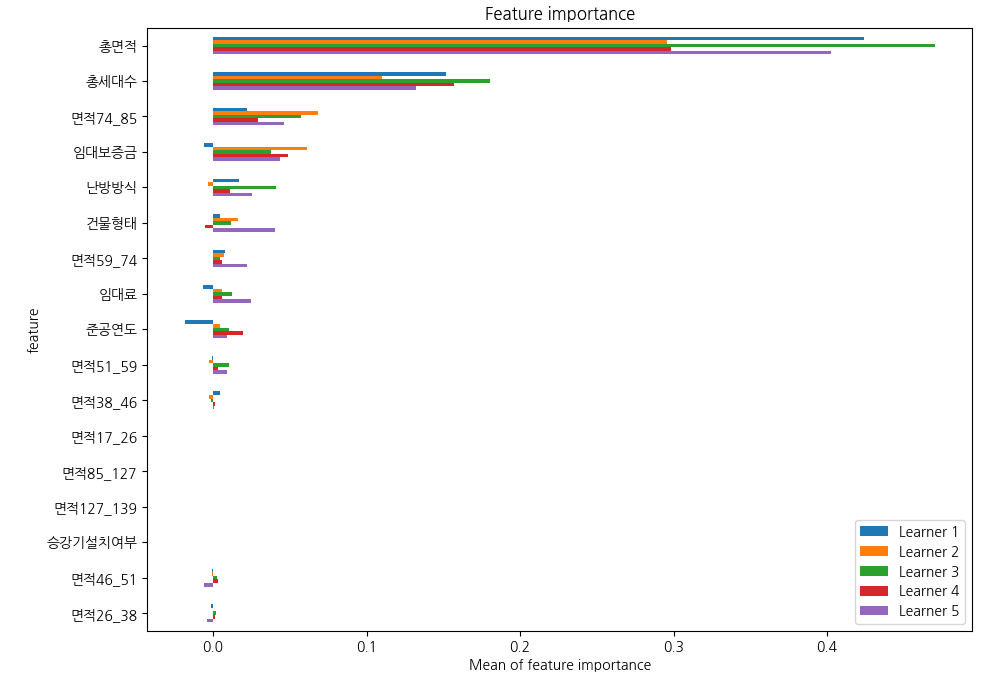 Feature importance
총면적
총세대수
면적74_85
임대보증금
난방방식
건물형태
면적59_74
임대료
준공연도
면적51_59
면적38_46
면적17_26
면적85_127
면적127_139
승강기설치여부
면적46_51
면적26_38
feature
Learner 1
Learner 2
Learner 3
Learner 4
Learner 5
0.0 0.1 0.2 0.3 0.4
Mean of feature importance